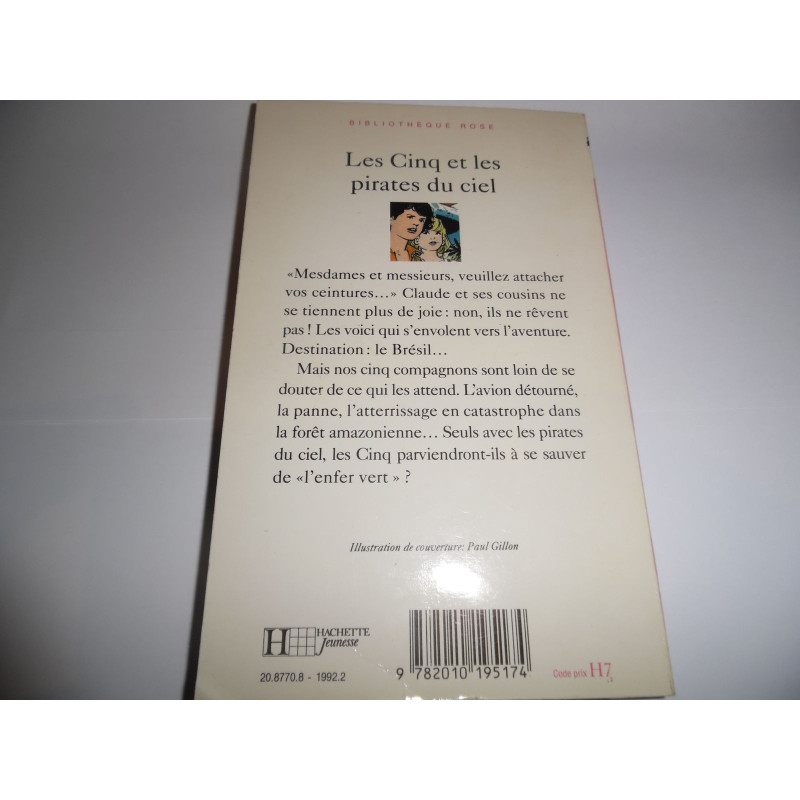 BIBLIOTHÈQUE ROSE
Les Cinq et les
pirates du ciel
«Mesdames et messieurs, veuillez attacher
vos ceintures…» Claude et ses cousins ne
se tiennent plus de joie : non, ils ne rêvent
pas ! Les voici qui s'envolent vers l'aventure.
Destination : le Brésil…
Mais nos cinq compagnons sont loin de se
douter de ce qui les attend. L'avion détourné,
la panne, l'atterrissage en catastrophe dans
la forêt amazonienne… Seuls avec les pirates
du ciel, les Cinq parviendront-ils à se sauver
de «l'enfer vert » ?
Illustration de couverture: Paul Gillon
H HACHETTE
Jeunesse
20.8770.8 - 1992.2
9 782010 195174
Code prix H7